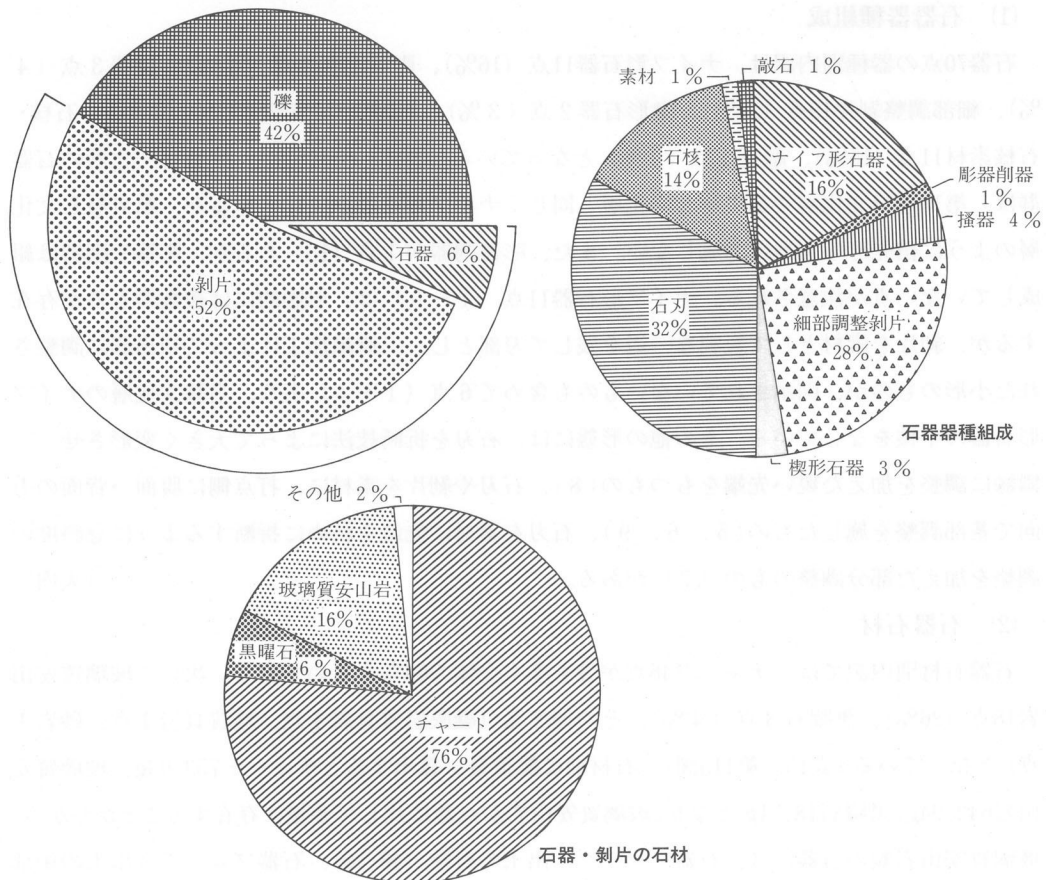 礫
42%
石器 6%
剥片
52%
素材 1%
敲石 1%
ナイフ形石器
16%
彫器削器
1%
掻器 4%
細部調整剥片
28%
楔形石器 3%
石刃
32%
石核
14%
石器器種組成
その他 2%
玻璃質安山岩
16%
黒曜石
6%
チャート
76%
石器・剝片の石材